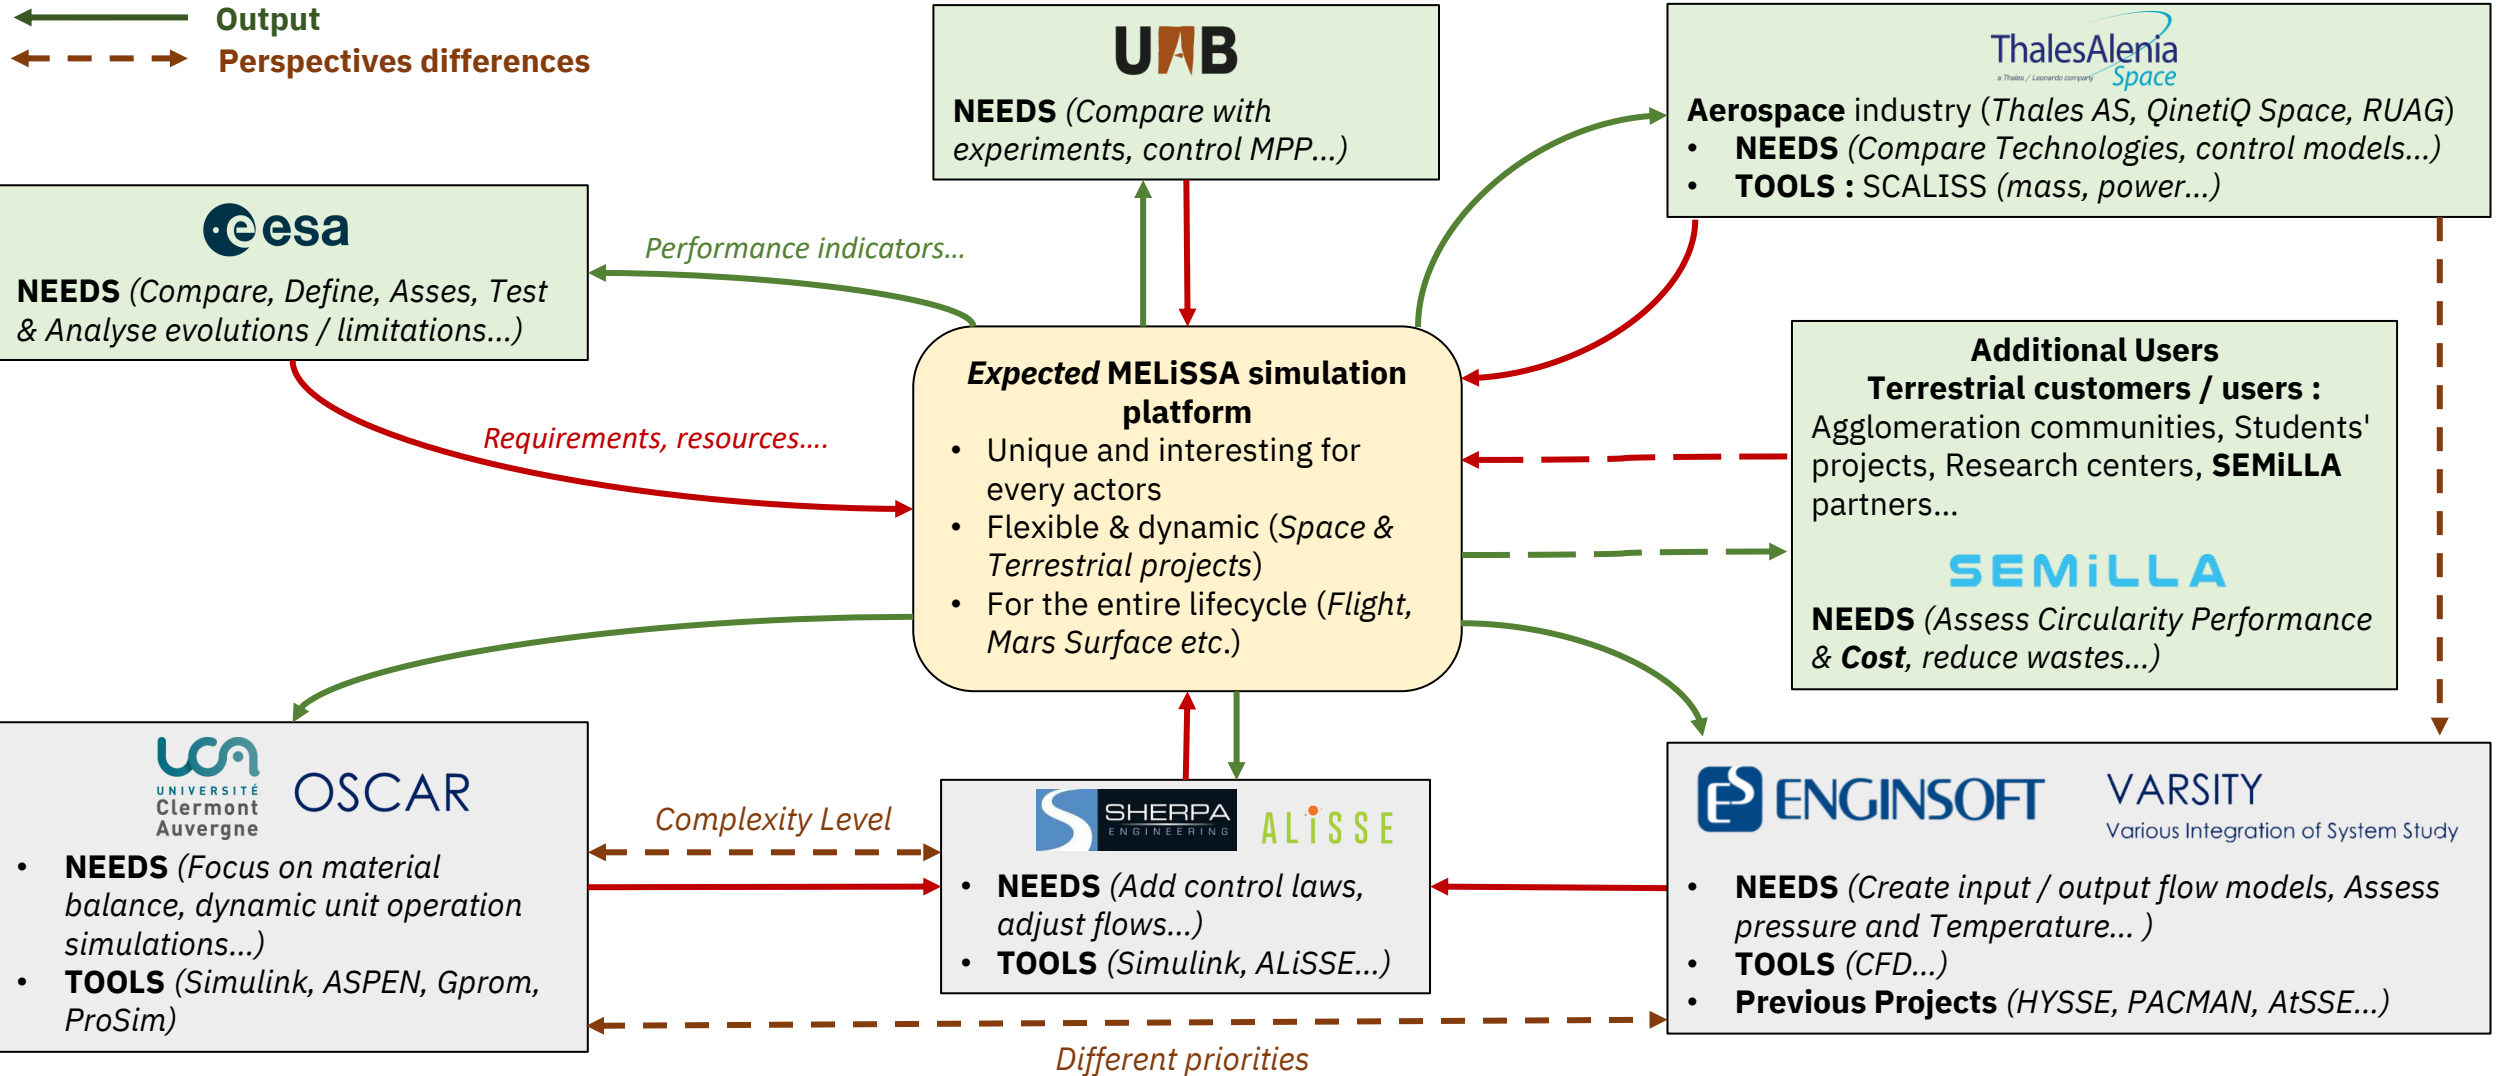 Output
Perspectives differences
UAB
NEEDS (Compare with
experiments, control MPP...)
ThalesAlenia
a Thales / Leonardo company
Space
Aerospace industry (Thales AS, QinetiQ Space, RUAG)
• NEEDS (Compare Technologies, control models...)
• TOOLS : SCALISS (mass, power...)
esa
NEEDS (Compare, Define, Asses, Test
& Analyse evolutions / limitations...)
Performance indicators...
Requirements, resources....
Expected MELiSSA simulation
platform
• Unique and interesting for
every actors
• Flexible & dynamic (Space &
Terrestrial projects)
• For the entire lifecycle (Flight,
Mars Surface etc.)
Additional Users
Terrestrial customers / users :
Agglomeration communities, Students'
projects, Research centers, SEMiLLA
partners...
SEMiLLA
NEEDS (Assess Circularity Performance
& Cost, reduce wastes...)
UCA
UNIVERSITÉ
Clermont
Auvergne
OSCAR
• NEEDS (Focus on material
balance, dynamic unit operation
simulations...)
• TOOLS (Simulink, ASPEN, Gprom,
ProSim)
Complexity Level
SHERPA
ENGINEERING
ALiSSE
• NEEDS (Add control laws,
adjust flows...)
• TOOLS (Simulink, ALiSSE...)
ENGINSOFT
VARSITY
Various Integration of System Study
• NEEDS (Create input / output flow models, Assess
pressure and Temperature... )
• TOOLS (CFD...)
• Previous Projects (HYSSE, PACMAN, AtSSE...)
Different priorities